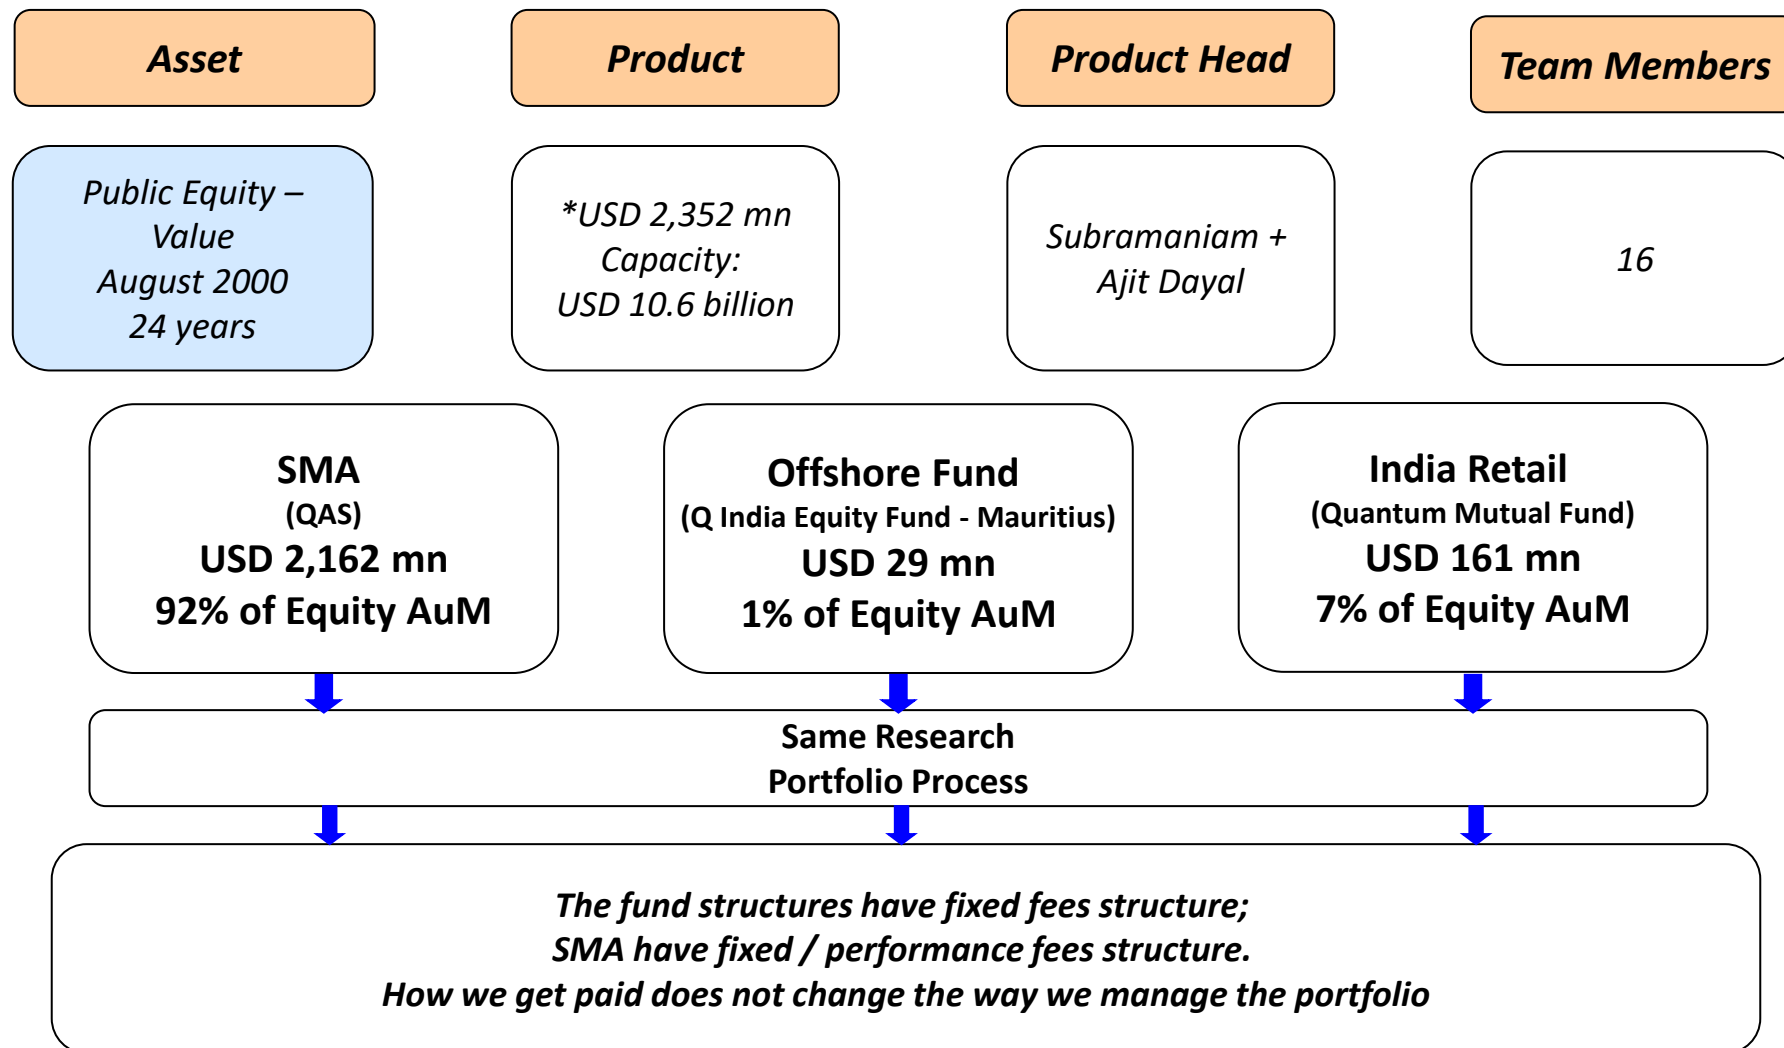 Asset
Product
Product Head
Team Members
Public Equity –
Value
August 2000
24 years
*USD 2,352 mn
Capacity:
USD 10.6 billion
Subramaniam +
Ajit Dayal
16
SMA
(QAS)
USD 2,162 mn
92% of Equity AuM
Offshore Fund
(Q India Equity Fund - Mauritius)
USD 29 mn
1% of Equity AuM
India Retail
(Quantum Mutual Fund)
USD 161 mn
7% of Equity AuM
Same Research
Portfolio Process
The fund structures have fixed fees structure;
SMA have fixed / performance fees structure.
How we get paid does not change the way we manage the portfolio